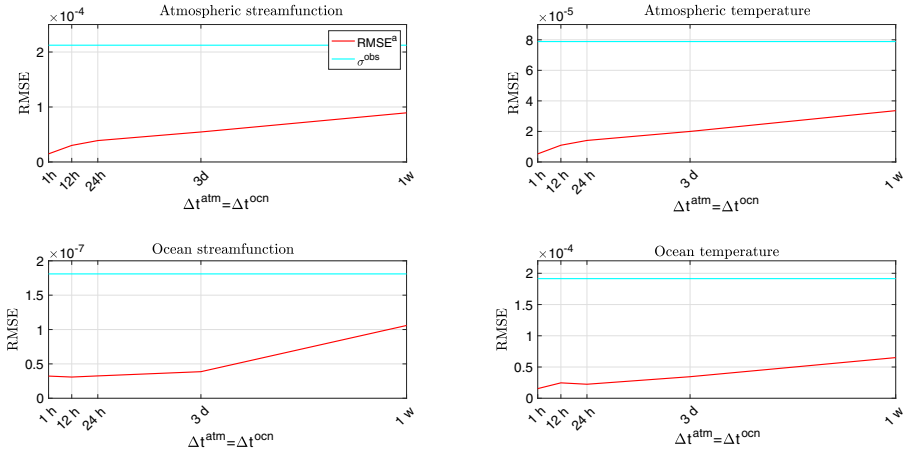 Atmospheric streamfunction
×10⁻⁴
2
1
0
RMSE
RMSEᵃ
σᵒᵇˢ
1h
12h
24h
3d
1 w
Δtᵃᵗᵐ=Δtᵒᶜⁿ
Atmospheric temperature
×10⁻⁵
8
6
4
2
0
RMSE
1 h
12 h
24 h
3 d
1 w
Δtᵃᵗᵐ=Δtᵒᶜⁿ
Ocean streamfunction
×10⁻⁷
2
1.5
1
0.5
0
RMSE
1 h
12 h
24 h
3 d
1 w
Δtᵃᵗᵐ=Δtᵒᶜⁿ
Ocean temperature
×10⁻⁴
2
1.5
1
0.5
0
RMSE
1 h
12 h
24 h
3 d
1 w
Δtᵃᵗᵐ=Δtᵒᶜⁿ